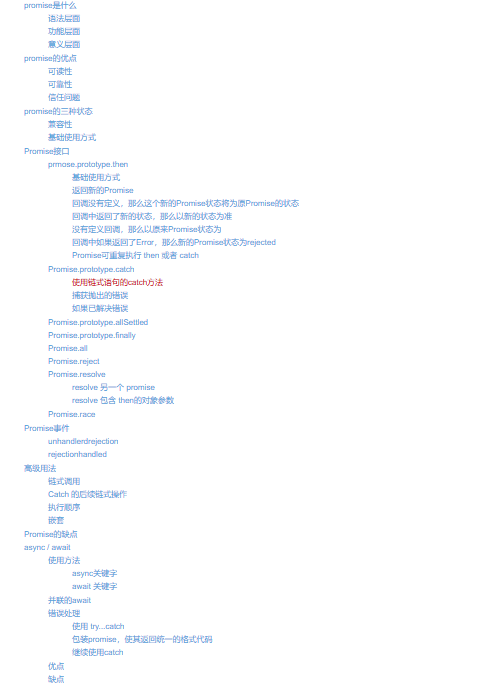 promise是什么
语法层面
功能层面
意义层面
promise的优点
可读性
可靠性
信任问题
promise的三种状态
兼容性
基础使用方式
Promise接口
prmose.prototype.then
基础使用方式
返回新的Promise
回调没有定义，那么这个新的Promise状态将为原Promise的状态
回调中返回了新的状态，那么以新的状态为准
没有定义回调，那么以原来Promise状态为
回调中如果返回了Error，那么新的Promise状态为rejected
Promise可重复执行 then 或者 catch
Promise.prototype.catch
使用链式语句的catch方法
捕获抛出的错误
如果已解决错误
Promise.prototype.allSettled
Promise.prototype.finally
Promise.all
Promise.reject
Promise.resolve
resolve 另一个 promise
resolve 包含 then的对象参数
Promise.race
Promise事件
unhandlerdrejection
rejectionhandled
高级用法
链式调用
Catch 的后续链式操作
执行顺序
嵌套
Promise的缺点
async / await
使用方法
async关键字
await 关键字
并联的await
错误处理
使用 try...catch
包装promise，使其返回统一的格式代码
继续使用catch
优点
缺点